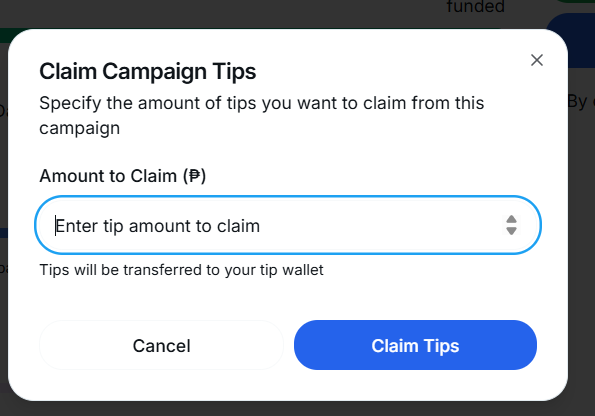 funded
Claim Campaign Tips
Specify the amount of tips you want to claim from this
campaign
By
Amount to Claim (₱)
Enter tip amount to claim
Tips will be transferred to your tip wallet
Cancel
Claim Tips